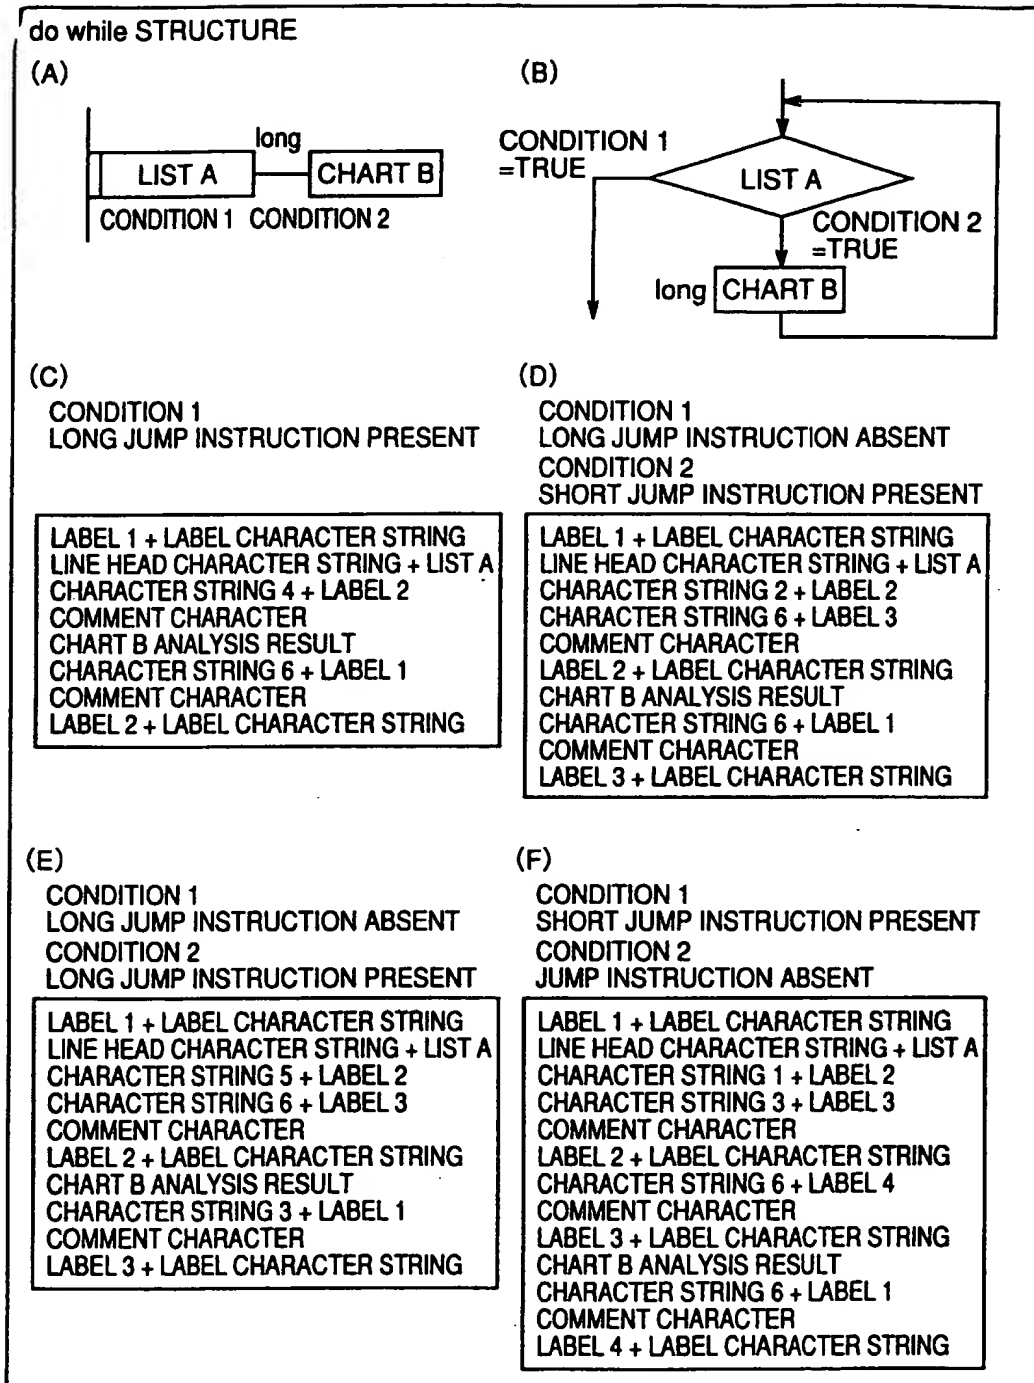 do while STRUCTURE
(A)
long
LIST A
CHART B
CONDITION 1 CONDITION 2
(B)
CONDITION 1
=TRUE
LIST A
CONDITION 2
=TRUE
long
CHART B
(C)
CONDITION 1
LONG JUMP INSTRUCTION PRESENT
LABEL 1 + LABEL CHARACTER STRING
LINE HEAD CHARACTER STRING + LIST A
CHARACTER STRING 4 + LABEL 2
COMMENT CHARACTER
CHART B ANALYSIS RESULT
CHARACTER STRING 6 + LABEL 1
COMMENT CHARACTER
LABEL 2 + LABEL CHARACTER STRING
(D)
CONDITION 1
LONG JUMP INSTRUCTION ABSENT
CONDITION 2
SHORT JUMP INSTRUCTION PRESENT
LABEL 1 + LABEL CHARACTER STRING
LINE HEAD CHARACTER STRING + LIST A
CHARACTER STRING 2 + LABEL 2
CHARACTER STRING 6 + LABEL 3
COMMENT CHARACTER
LABEL 2 + LABEL CHARACTER STRING
CHART B ANALYSIS RESULT
CHARACTER STRING 6 + LABEL 1
COMMENT CHARACTER
LABEL 3 + LABEL CHARACTER STRING
(E)
CONDITION 1
LONG JUMP INSTRUCTION ABSENT
CONDITION 2
LONG JUMP INSTRUCTION PRESENT
LABEL 1 + LABEL CHARACTER STRING
LINE HEAD CHARACTER STRING + LIST A
CHARACTER STRING 5 + LABEL 2
CHARACTER STRING 6 + LABEL 3
COMMENT CHARACTER
LABEL 2 + LABEL CHARACTER STRING
CHART B ANALYSIS RESULT
CHARACTER STRING 3 + LABEL 1
COMMENT CHARACTER
LABEL 3 + LABEL CHARACTER STRING
(F)
CONDITION 1
SHORT JUMP INSTRUCTION PRESENT
CONDITION 2
JUMP INSTRUCTION ABSENT
LABEL 1 + LABEL CHARACTER STRING
LINE HEAD CHARACTER STRING + LIST A
CHARACTER STRING 1 + LABEL 2
CHARACTER STRING 3 + LABEL 3
COMMENT CHARACTER
LABEL 2 + LABEL CHARACTER STRING
CHARACTER STRING 6 + LABEL 4
COMMENT CHARACTER
LABEL 3 + LABEL CHARACTER STRING
CHART B ANALYSIS RESULT
CHARACTER STRING 6 + LABEL 1
COMMENT CHARACTER
LABEL 4 + LABEL CHARACTER STRING